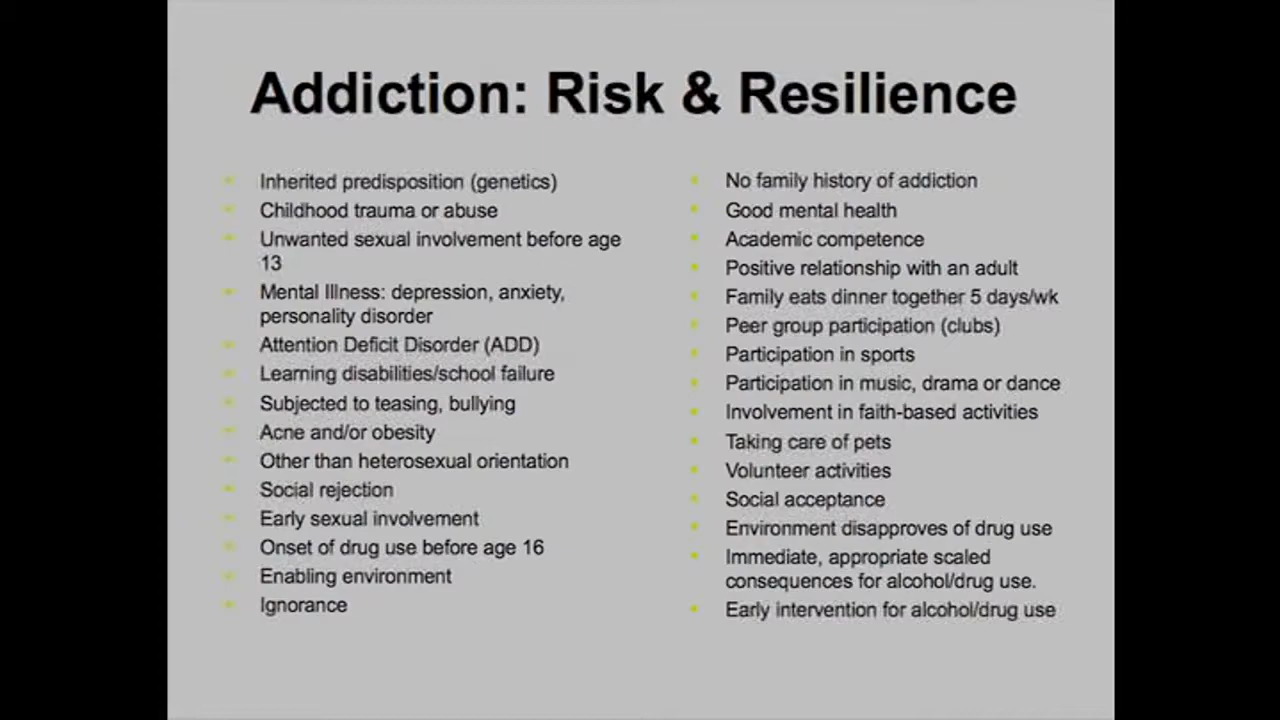 Addiction: Risk & Resilience
Inherited predisposition (genetics)
Childhood trauma or abuse
Unwanted sexual involvement before age
13
Mental Illness: depression, anxiety,
personality disorder
Attention Deficit Disorder (ADD)
Learning disabilities/school failure
Subjected to teasing, bullying
Acne and/or obesity
Other than heterosexual orientation
Social rejection
Early sexual involvement
Onset of drug use before age 16
Enabling environment
Ignorance
No family history of addiction
Good mental health
Academic competence
Positive relationship with an adult
Family eats dinner together 5 days/wk
Peer group participation (clubs)
Participation in sports
Participation in music, drama or dance
Involvement in faith-based activities
Taking care of pets
Volunteer activities
Social acceptance
Environment disapproves of drug use
Immediate, appropriate scaled
consequences for alcohol/drug use.
Early intervention for alcohol/drug use